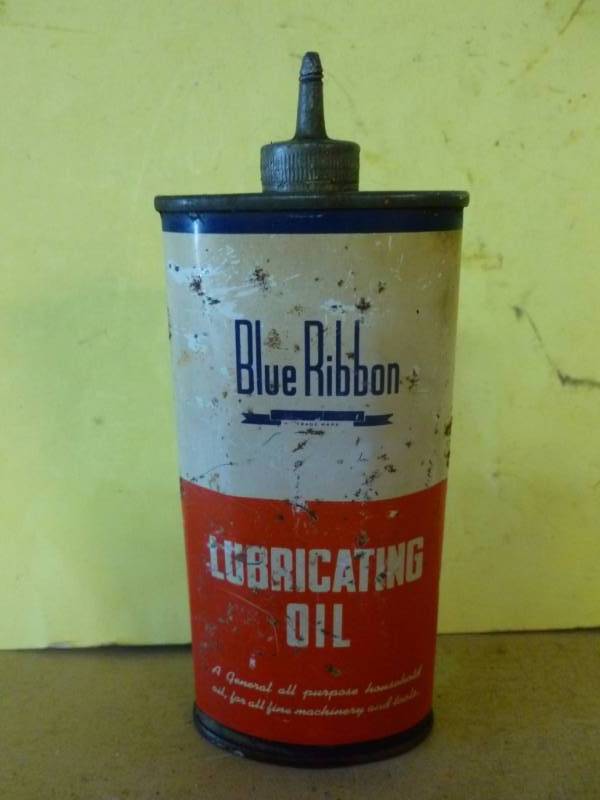 Blue Ribbon
TRADE MARK
LUBRICATING
OIL
A General all purpose household
oil, for all fine machinery and tools.